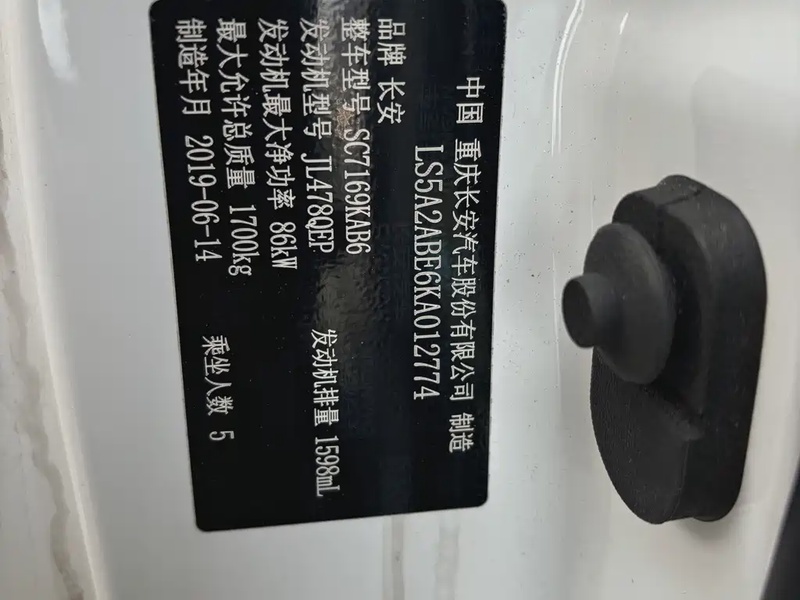 中国 重庆长安汽车股份有限公司 制造
LS5A2ABE6KA012774
品牌 长安
整车型号 SC7169KAB6
发动机型号 JL478QEP 发动机排量 1598mL
发动机最大净功率 86kW
最大允许总质量 1700kg
制造年月 2019-06-14 乘坐人数 5